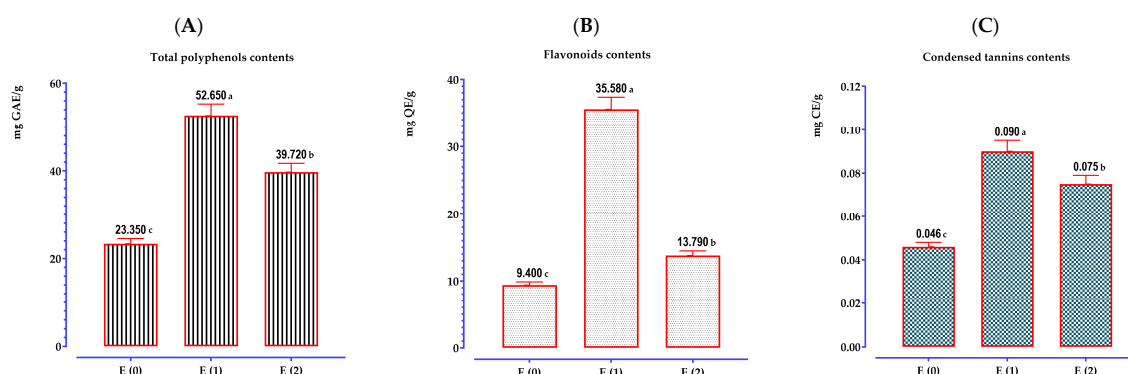 (A)
Total polyphenols contents
mg GAE/g
60
40
20
0
23.350 c
52.650 a
39.720 b
E (0)
E (1)
E (2)
(B)
Flavonoids contents
mg QE/g
40
30
20
10
0
9.400 c
35.580 a
13.790 b
E (0)
E (1)
E (2)
(C)
Condensed tannins contents
mg CE/g
0.12
0.10
0.08
0.06
0.04
0.02
0.00
0.046 c
0.090 a
0.075 b
E (0)
E (1)
E (2)